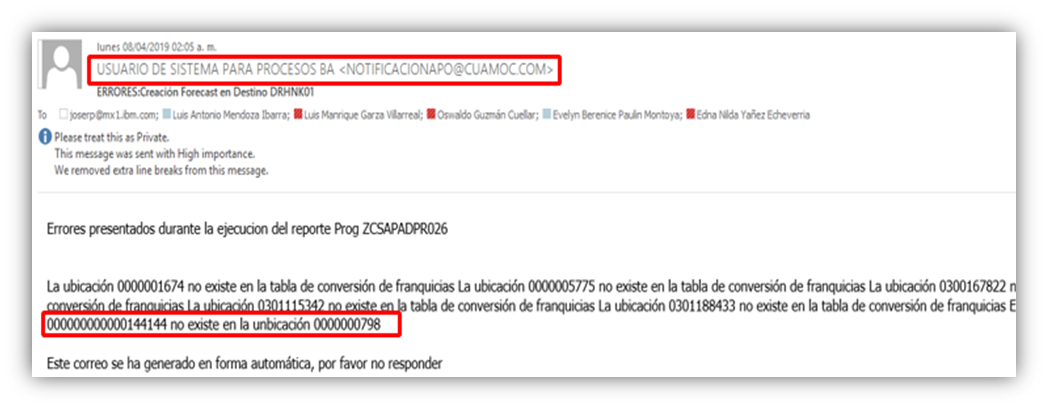 lunes 08/04/2019 02:05 a. m.
USUARIO DE SISTEMA PARA PROCESOS BA <NOTIFICACIONAPO@CUAMOC.COM>
ERRORES:Creación Forecast en Destino DRHNK01
To joserp@mx1.ibm.com; Luis Antonio Mendoza Ibarra; Luis Manrique Garza Villarreal; Oswaldo Guzmán Cuellar; Evelyn Berenice Paulin Montoya; Edna Nilda Yañez Echeverria
Please treat this as Private.
This message was sent with High importance.
We removed extra line breaks from this message.
Errores presentados durante la ejecucion del reporte Prog ZCSAPADPR026
La ubicación 0000001674 no existe en la tabla de conversión de franquicias La ubicación 0000005775 no existe en la tabla de conversión de franquicias La ubicación 0300167822 n
conversión de franquicias La ubicación 0301115342 no existe en la tabla de conversión de franquicias La ubicación 0301188433 no existe en la tabla de conversión de franquicias E
000000000000144144 no existe en la unbicación 0000000798
Este correo se ha generado en forma automática, por favor no responder